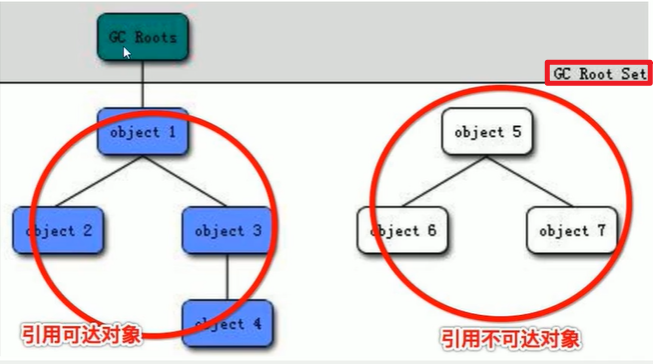 GC Roots
GC Root Set
object 1
object 5
object 2
object 3
object 6
object 7
object 4
引用可达对象
引用不可达对象